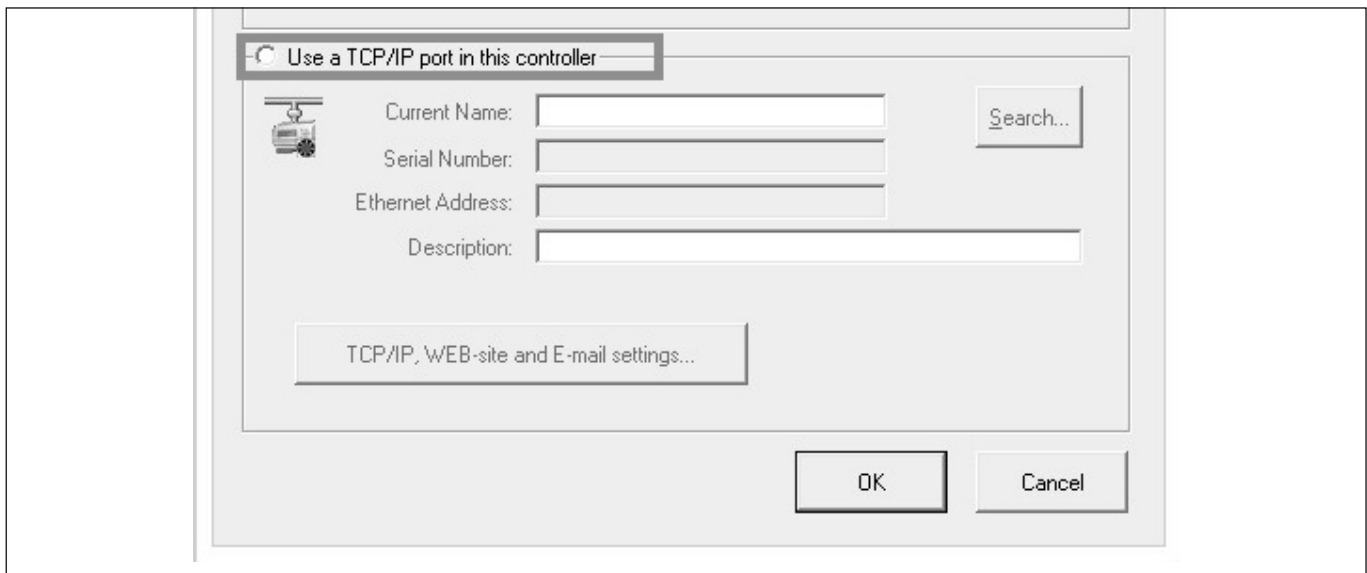 Use a TCP/IP port in this controller
Current Name:
Search...
Serial Number:
Ethernet Address:
Description:
TCP/IP, WEB-site and E-mail settings...
OK
Cancel